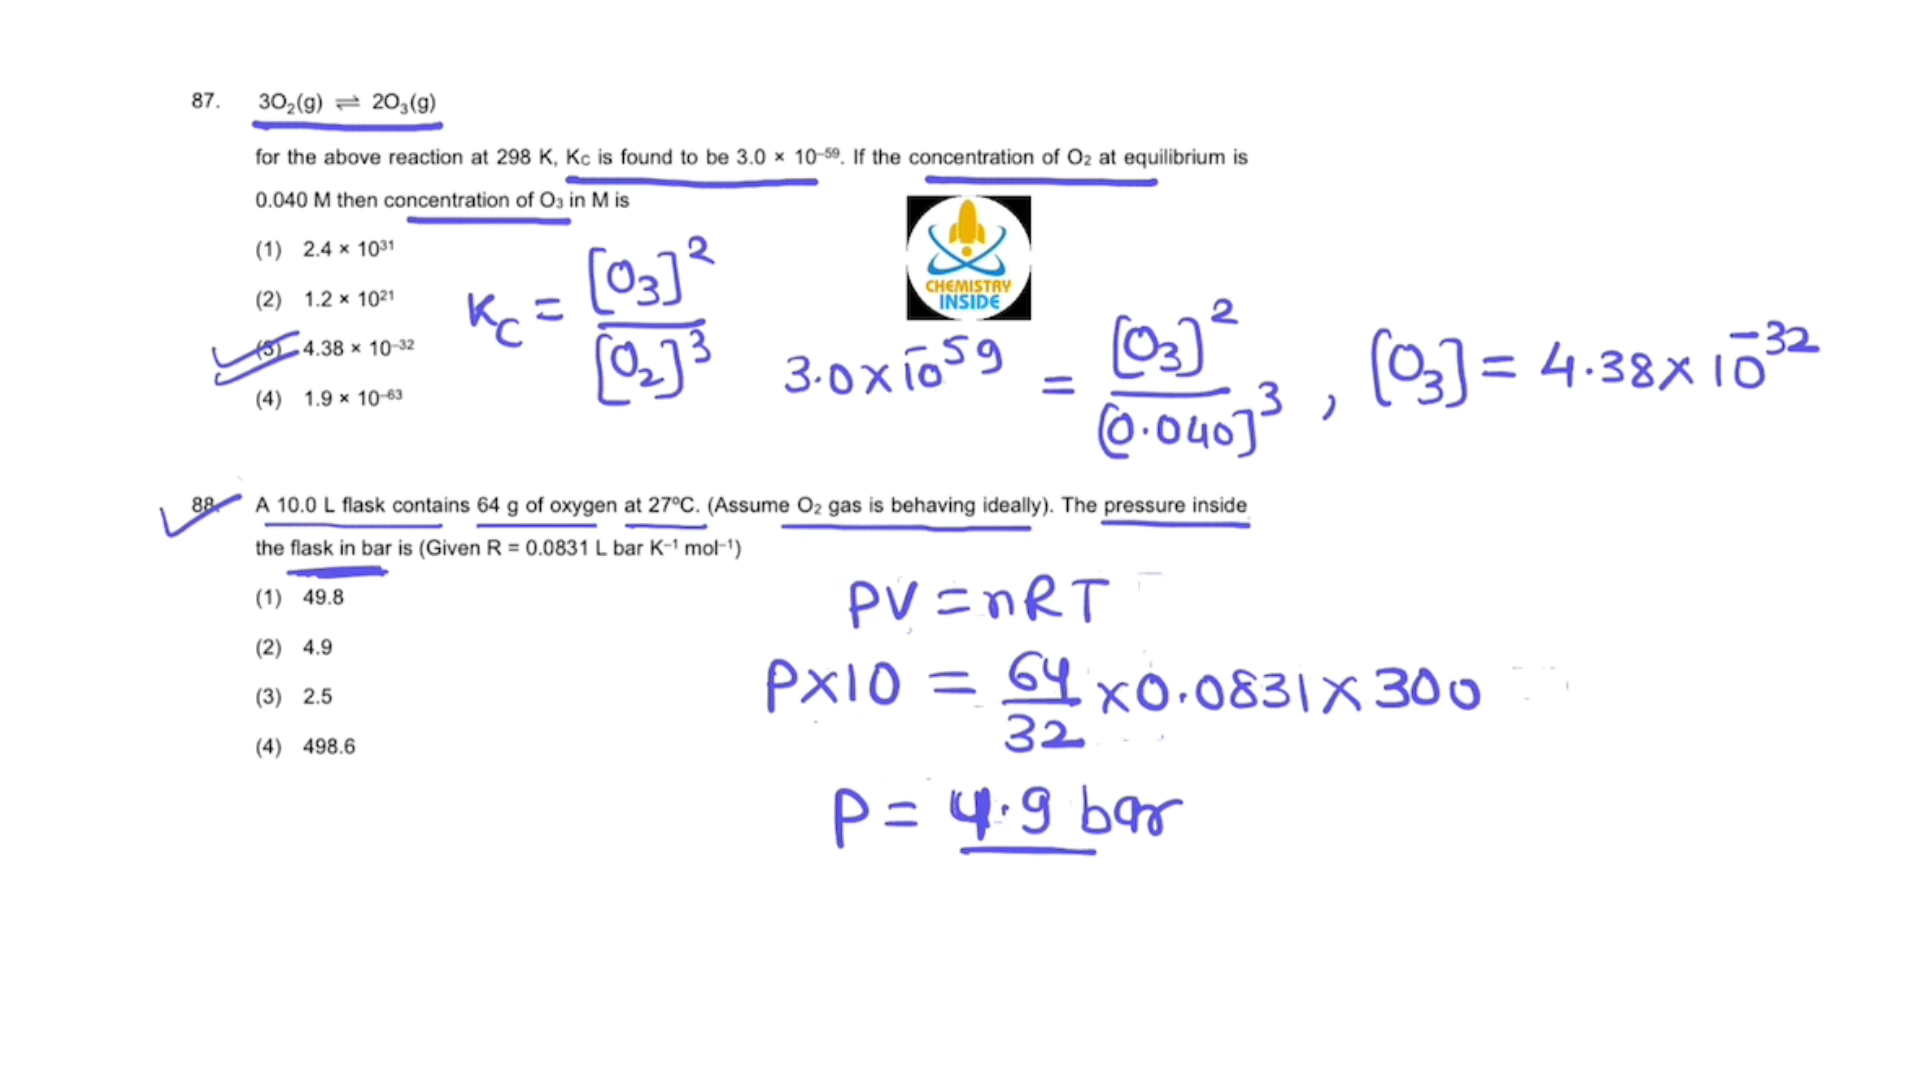 87. 3O₂(g) ⇌ 2O₃(g)
for the above reaction at 298 K, Kc is found to be 3.0 × 10⁻⁵⁹. If the concentration of O₂ at equilibrium is
0.040 M then concentration of O₃ in M is
(1) 2.4 × 10³¹
(2) 1.2 × 10²¹
(3) 4.38 × 10⁻³²
(4) 1.9 × 10⁻⁶³
Kc = [O₃]² / [O₂]³
CHEMISTRY
INSIDE
3.0 × 10⁻⁵⁹ = [O₃]² / [0.040]³ , [O₃] = 4.38 × 10⁻³²
88. A 10.0 L flask contains 64 g of oxygen at 27ºC. (Assume O₂ gas is behaving ideally). The pressure inside
the flask in bar is (Given R = 0.0831 L bar K⁻¹ mol⁻¹)
(1) 49.8
(2) 4.9
(3) 2.5
(4) 498.6
PV = nRT
P×10 = 64/32 × 0.0831 × 300
P = 4.9 bar